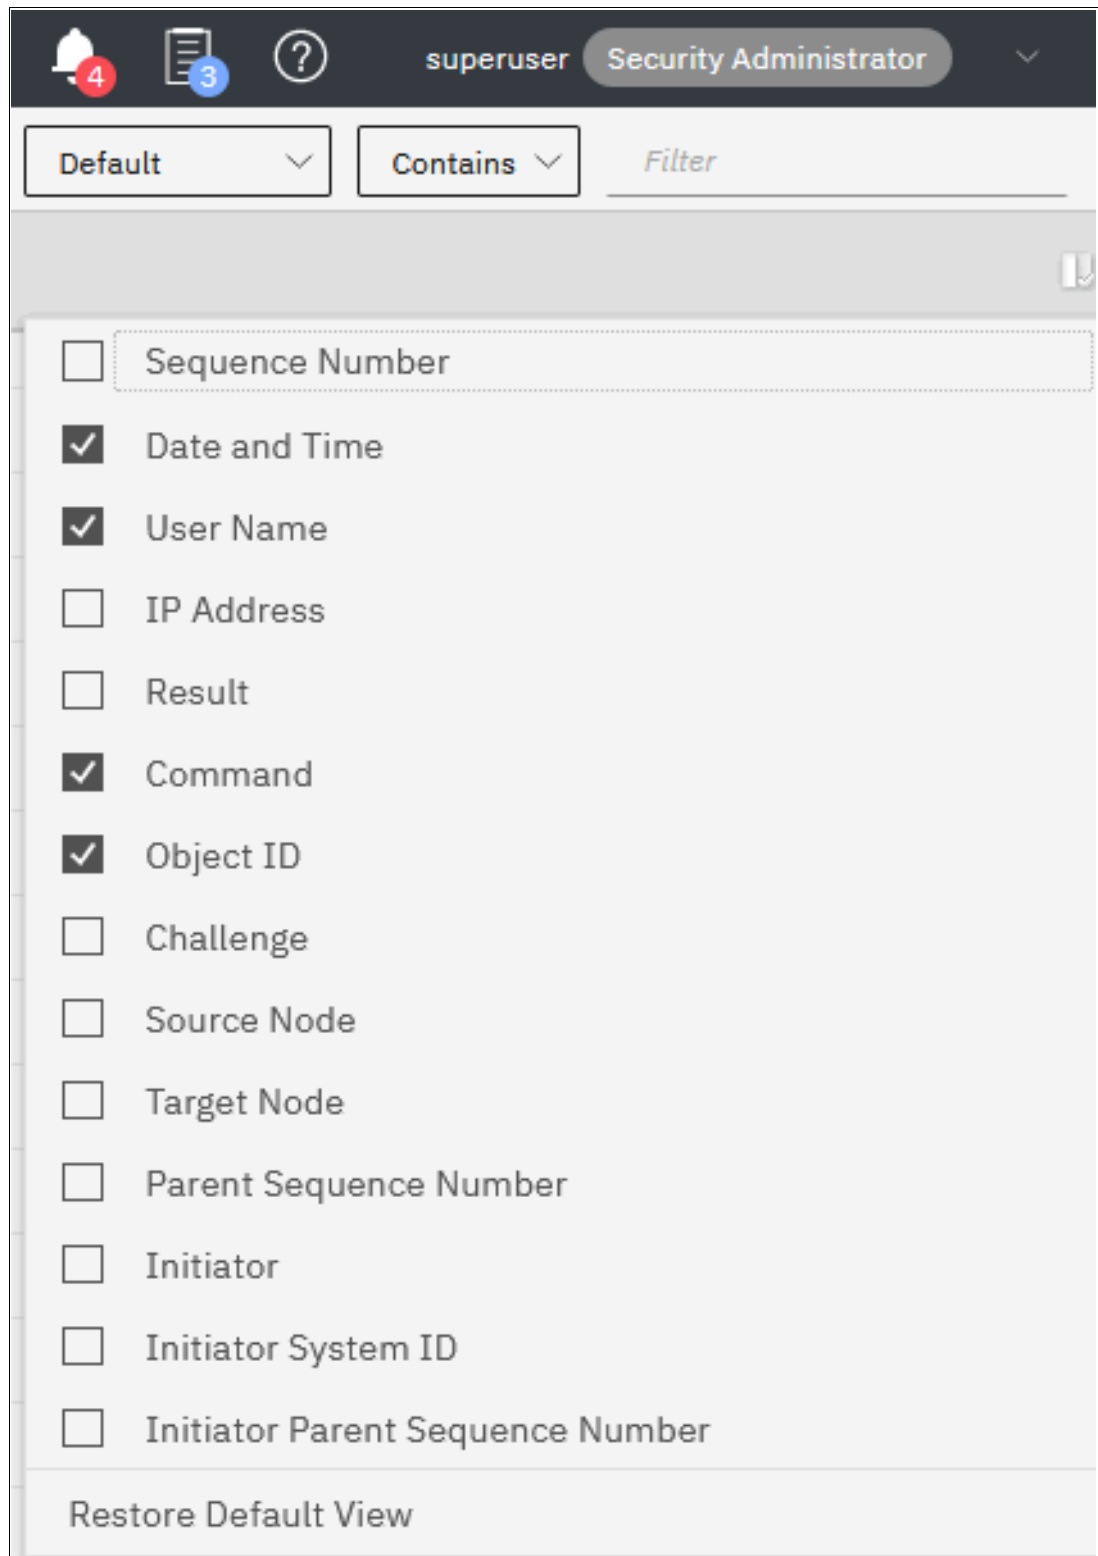 4 3 ? superuser Security Administrator
Default Contains Filter
Sequence Number
Date and Time
User Name
IP Address
Result
Command
Object ID
Challenge
Source Node
Target Node
Parent Sequence Number
Initiator
Initiator System ID
Initiator Parent Sequence Number
Restore Default View